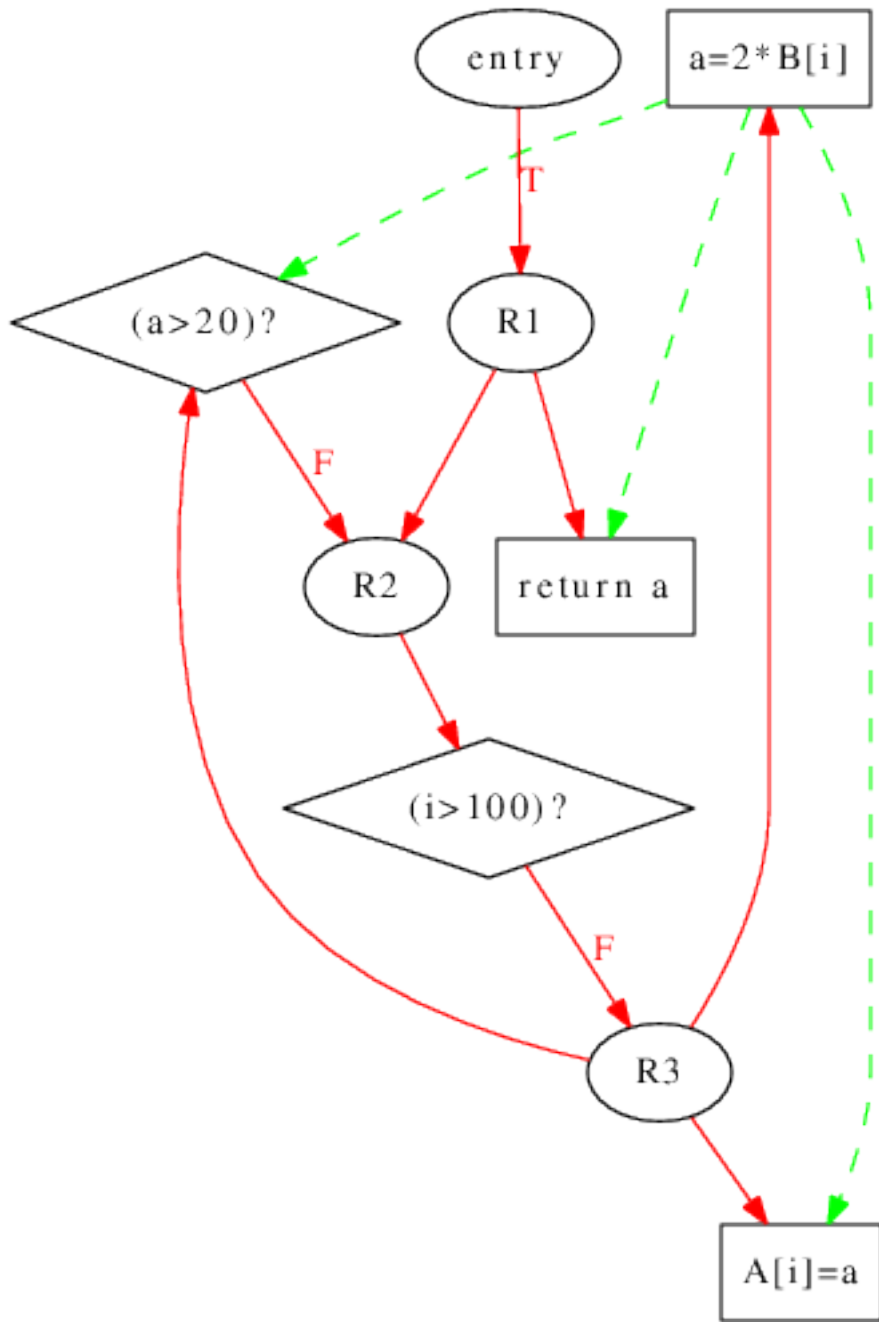 entry
a=2*B[i]
T
(a>20)?
R1
F
R2
return a
(i>100)?
F
R3
A[i]=a